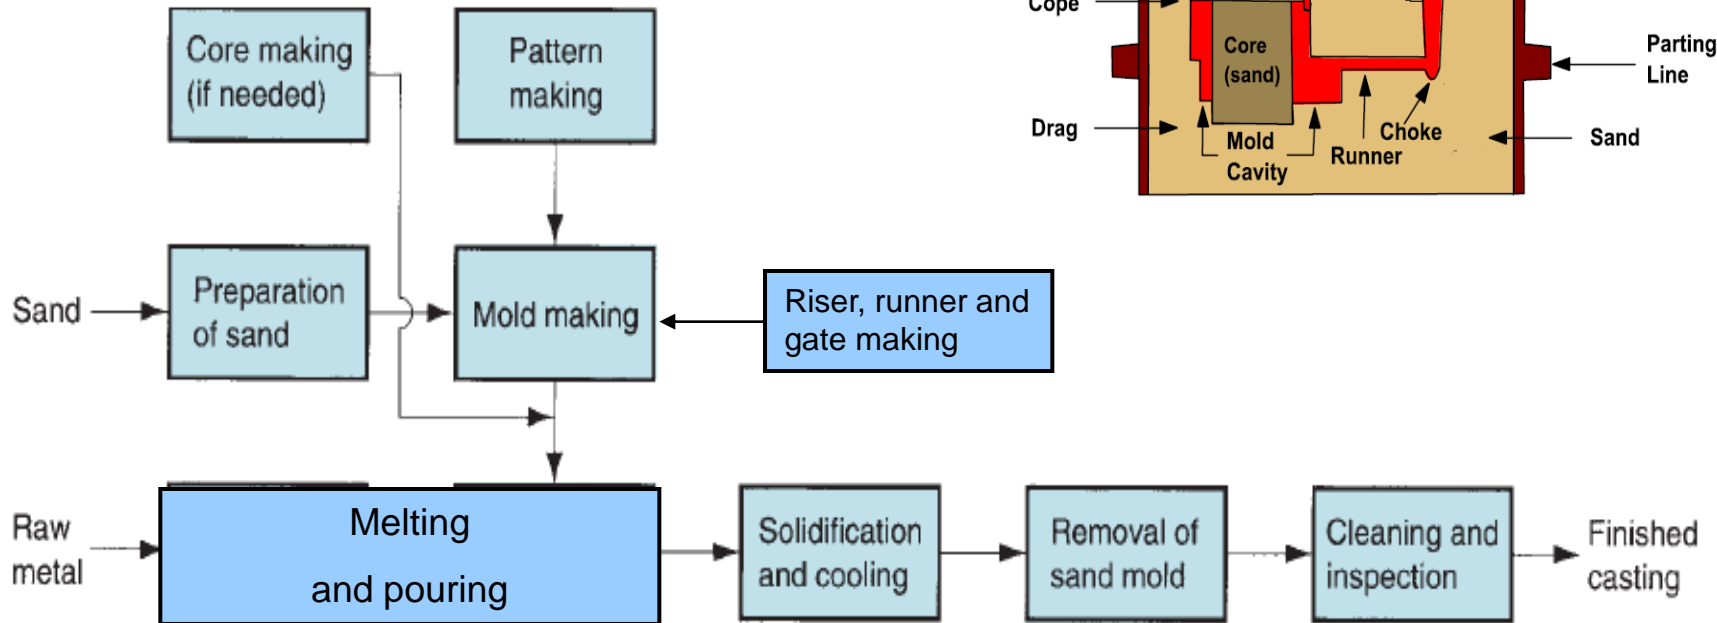 Core making
(if needed)
Pattern
making
Sand
Preparation
of sand
Mold making
Riser, runner and
gate making
Raw
metal
Melting
and pouring
Solidification
and cooling
Removal of
sand mold
Cleaning and
inspection
Finished
casting
Cope
Core
(sand)
Parting
Line
Drag
Mold
Cavity
Runner
Choke
Sand